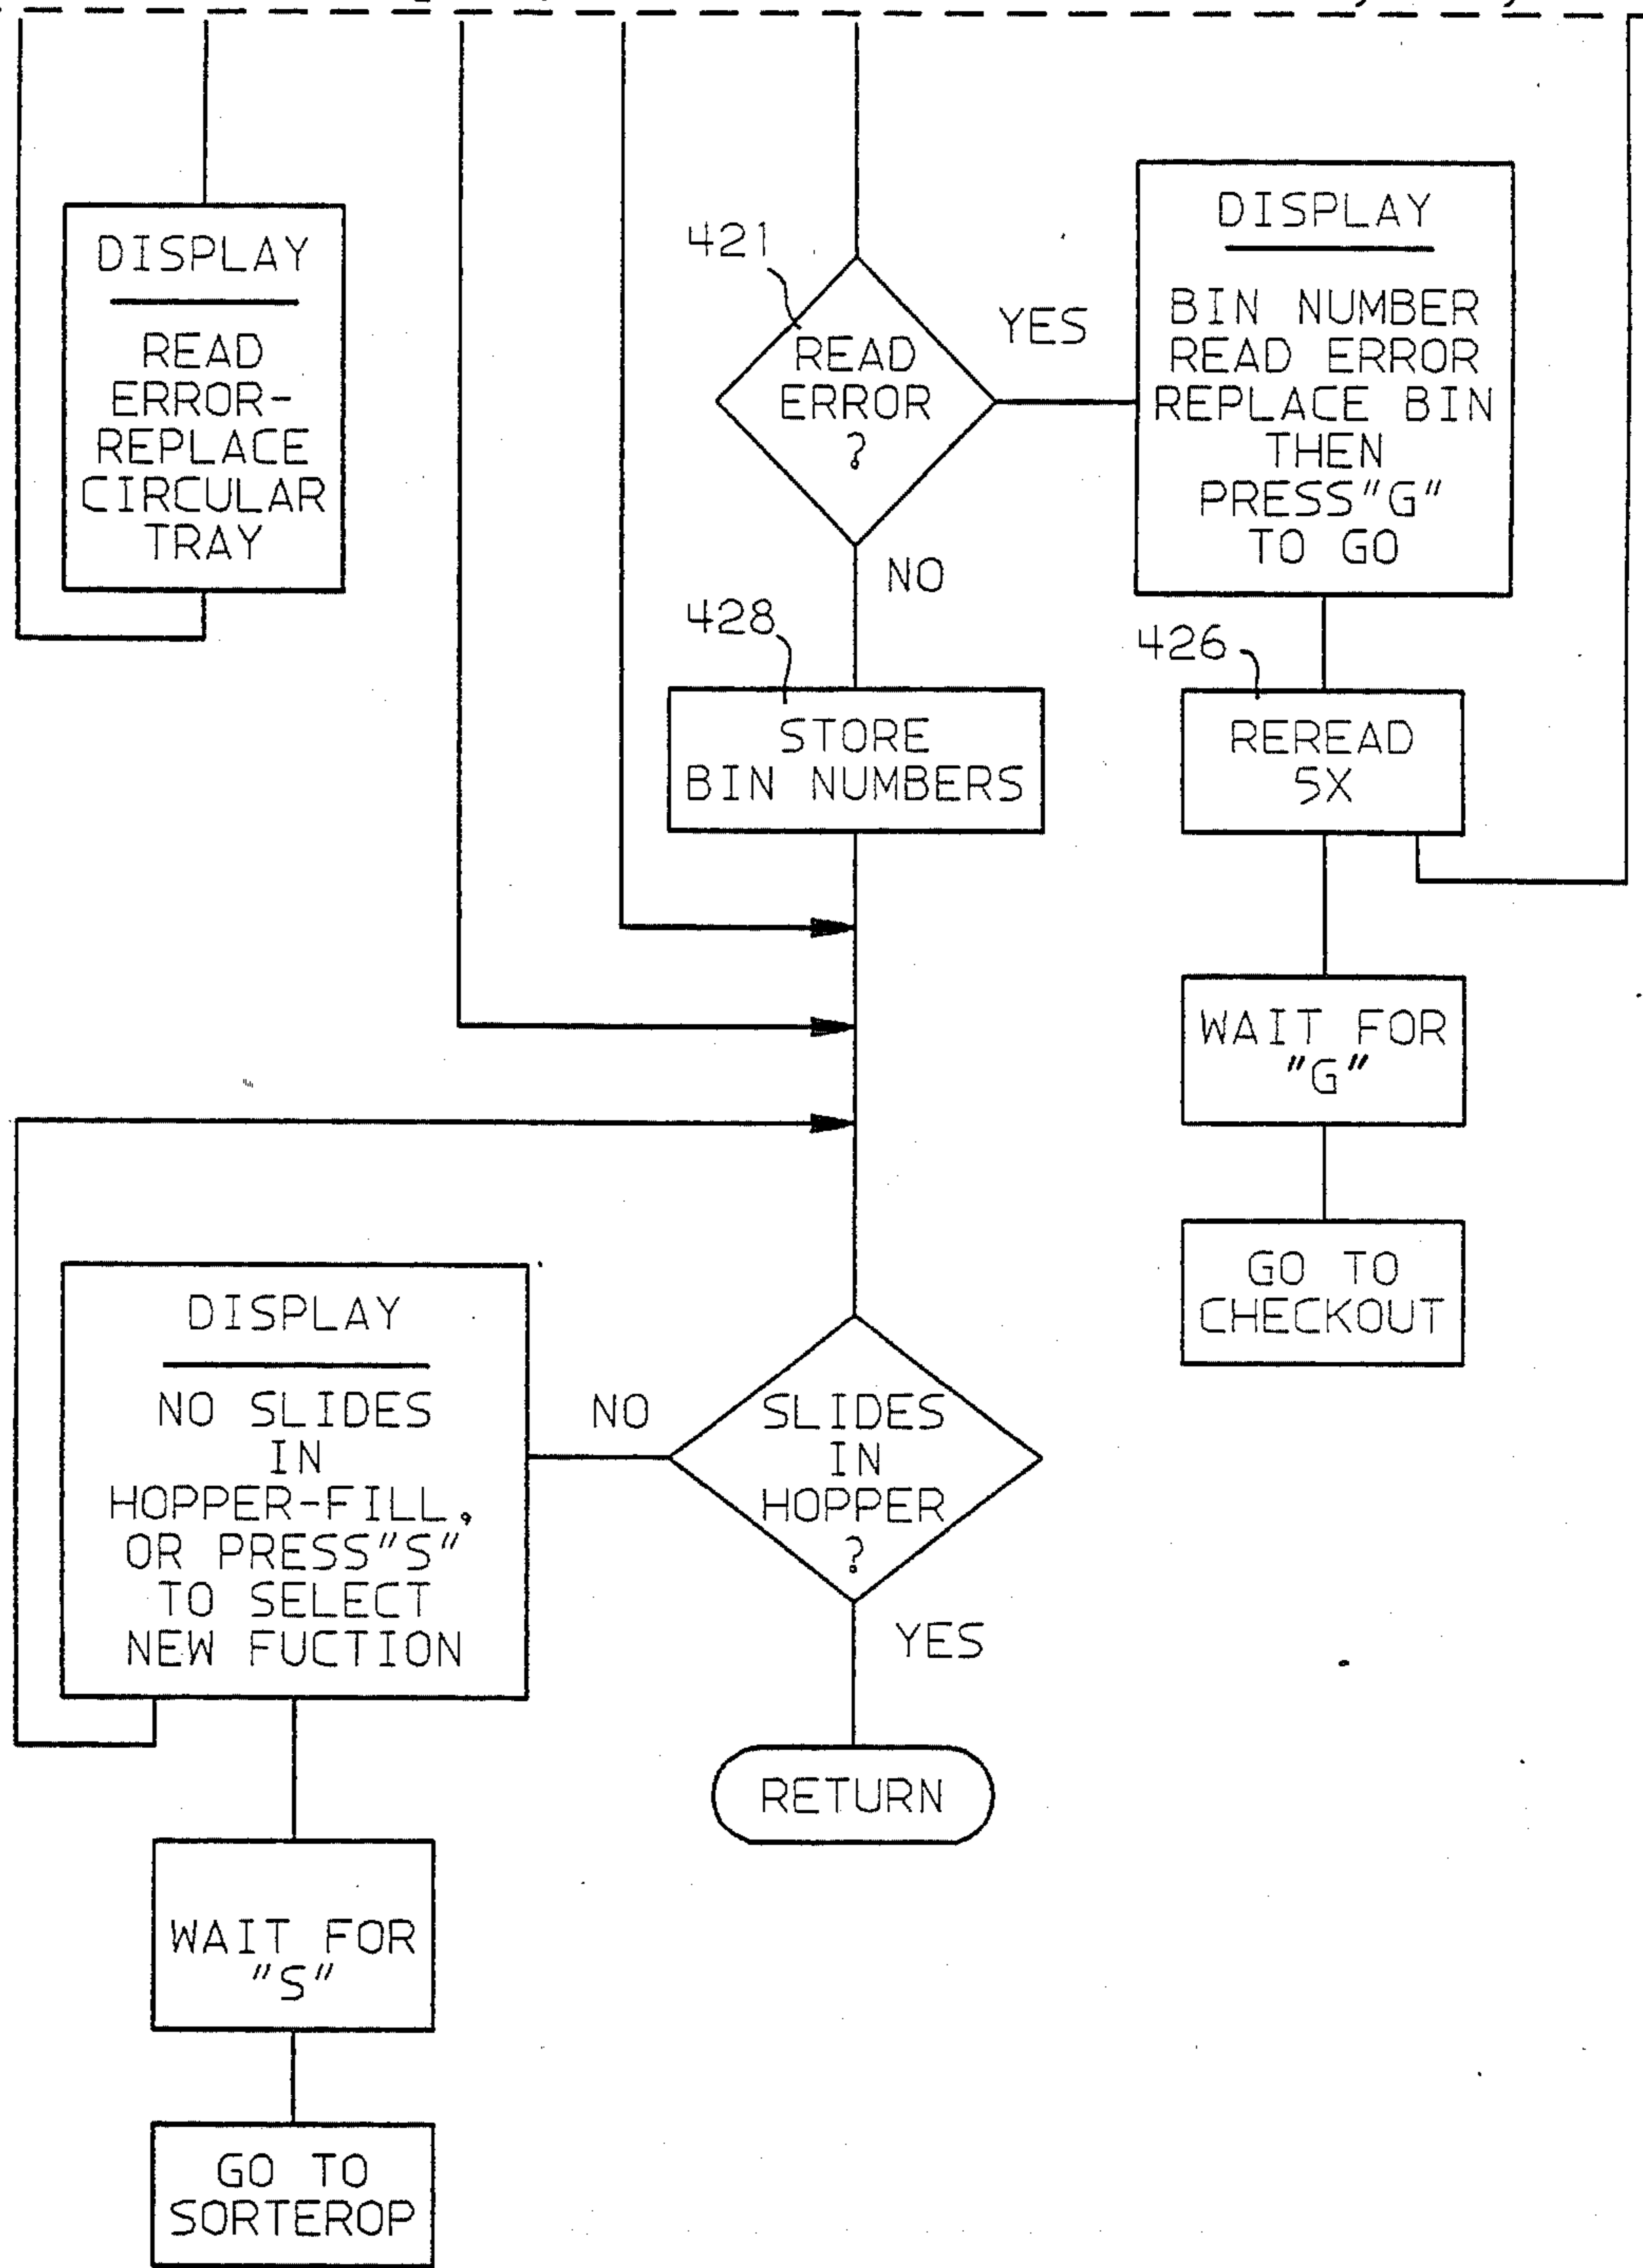 DISPLAY
READ
ERROR-
REPLACE
CIRCULAR
TRAY
421
READ
ERROR
?
YES
NO
DISPLAY
BIN NUMBER
READ ERROR
REPLACE BIN
THEN
PRESS"G"
TO GO
428
STORE
BIN NUMBERS
426
REREAD
5X
WAIT FOR
"G"
GO TO
CHECKOUT
DISPLAY
NO SLIDES
IN
HOPPER-FILL,
OR PRESS"S"
TO SELECT
NEW FUCTION
NO
SLIDES
IN
HOPPER
?
YES
RETURN
WAIT FOR
"S"
GO TO
SORTEROP